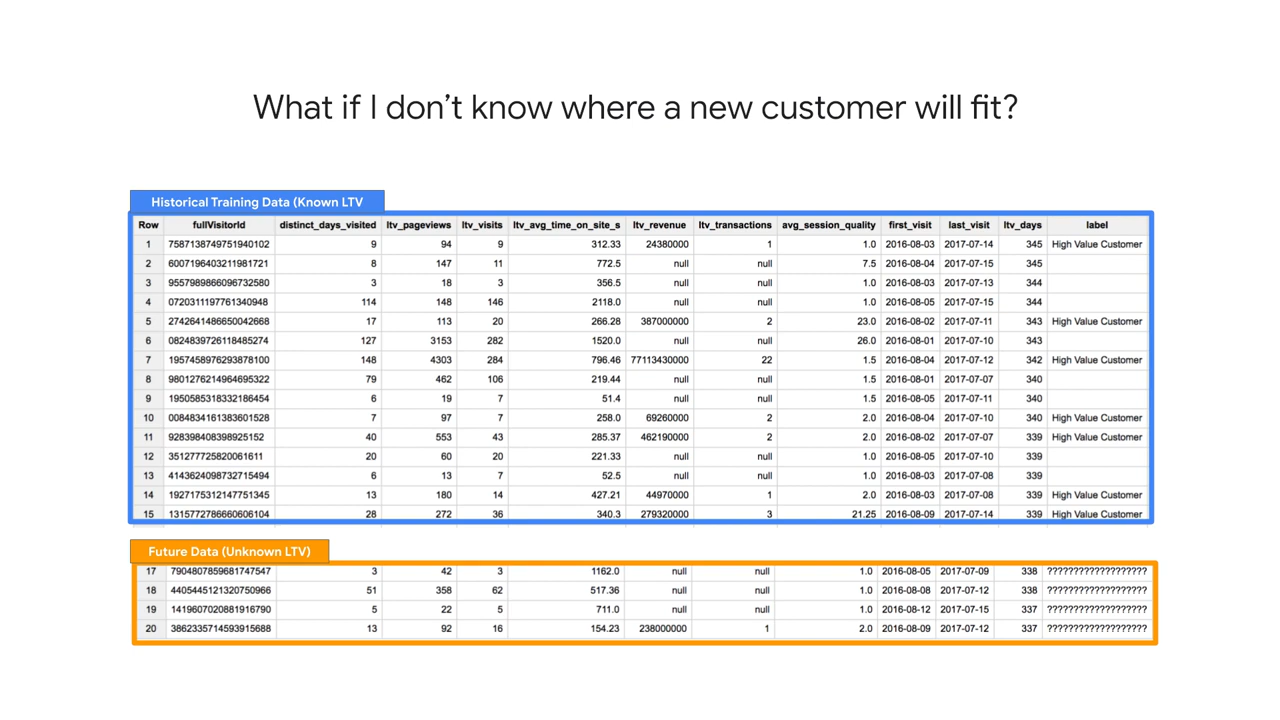 What if I don't know where a new customer will fit?
Historical Training Data (Known LTV
Row fullVisitorId distinct_days_visited ltv_pageviews ltv_visits ltv_avg_time_on_site_s ltv_revenue ltv_transactions avg_session_quality first_visit last_visit ltv_days label
1 7587138749751940102 9 94 9 312.33 24380000 1 1.0 2016-08-03 2017-07-14 345 High Value Customer
2 6007196403211981721 8 147 11 772.5 null null 7.5 2016-08-04 2017-07-15 345
3 9557989866096732580 3 18 3 356.5 null null 1.0 2016-08-03 2017-07-13 344
4 0720311197761340948 114 148 146 2118.0 null null 1.0 2016-08-05 2017-07-15 344
5 2742641486650042668 17 113 20 266.28 387000000 2 23.0 2016-08-02 2017-07-11 343 High Value Customer
6 0824839726118485274 127 3153 282 1520.0 null null 26.0 2016-08-01 2017-07-10 343
7 1957458976293878100 148 4303 284 796.46 77113430000 22 1.5 2016-08-04 2017-07-12 342 High Value Customer
8 9801276214964695322 79 462 106 219.44 null null 1.5 2016-08-01 2017-07-07 340
9 1950585318332186454 6 19 7 51.4 null null 1.5 2016-08-05 2017-07-11 340
10 0084834161383601528 7 97 7 258.0 69260000 2 2.0 2016-08-04 2017-07-10 340 High Value Customer
11 928398408398925152 40 553 43 285.37 462190000 2 2.0 2016-08-02 2017-07-07 339 High Value Customer
12 351277725820061611 20 60 20 221.33 null null 1.0 2016-08-05 2017-07-10 339
13 4143624098732715494 6 13 7 52.5 null null 1.0 2016-08-03 2017-07-08 339
14 1927175312147751345 13 180 14 427.21 44970000 1 2.0 2016-08-03 2017-07-08 339 High Value Customer
15 1315772786660606104 28 272 36 340.3 279320000 3 21.25 2016-08-09 2017-07-14 339 High Value Customer
Future Data (Unknown LTV)
17 7904807859681747547 3 42 3 1162.0 null null 1.0 2016-08-05 2017-07-09 338 ???????????????????
18 4405445121320750966 51 358 62 517.36 null null 1.0 2016-08-08 2017-07-12 338 ???????????????????
19 1419607020881916790 5 22 5 711.0 null null 1.0 2016-08-12 2017-07-15 337 ???????????????????
20 3862335714593915688 13 92 16 154.23 238000000 1 2.0 2016-08-09 2017-07-12 337 ???????????????????